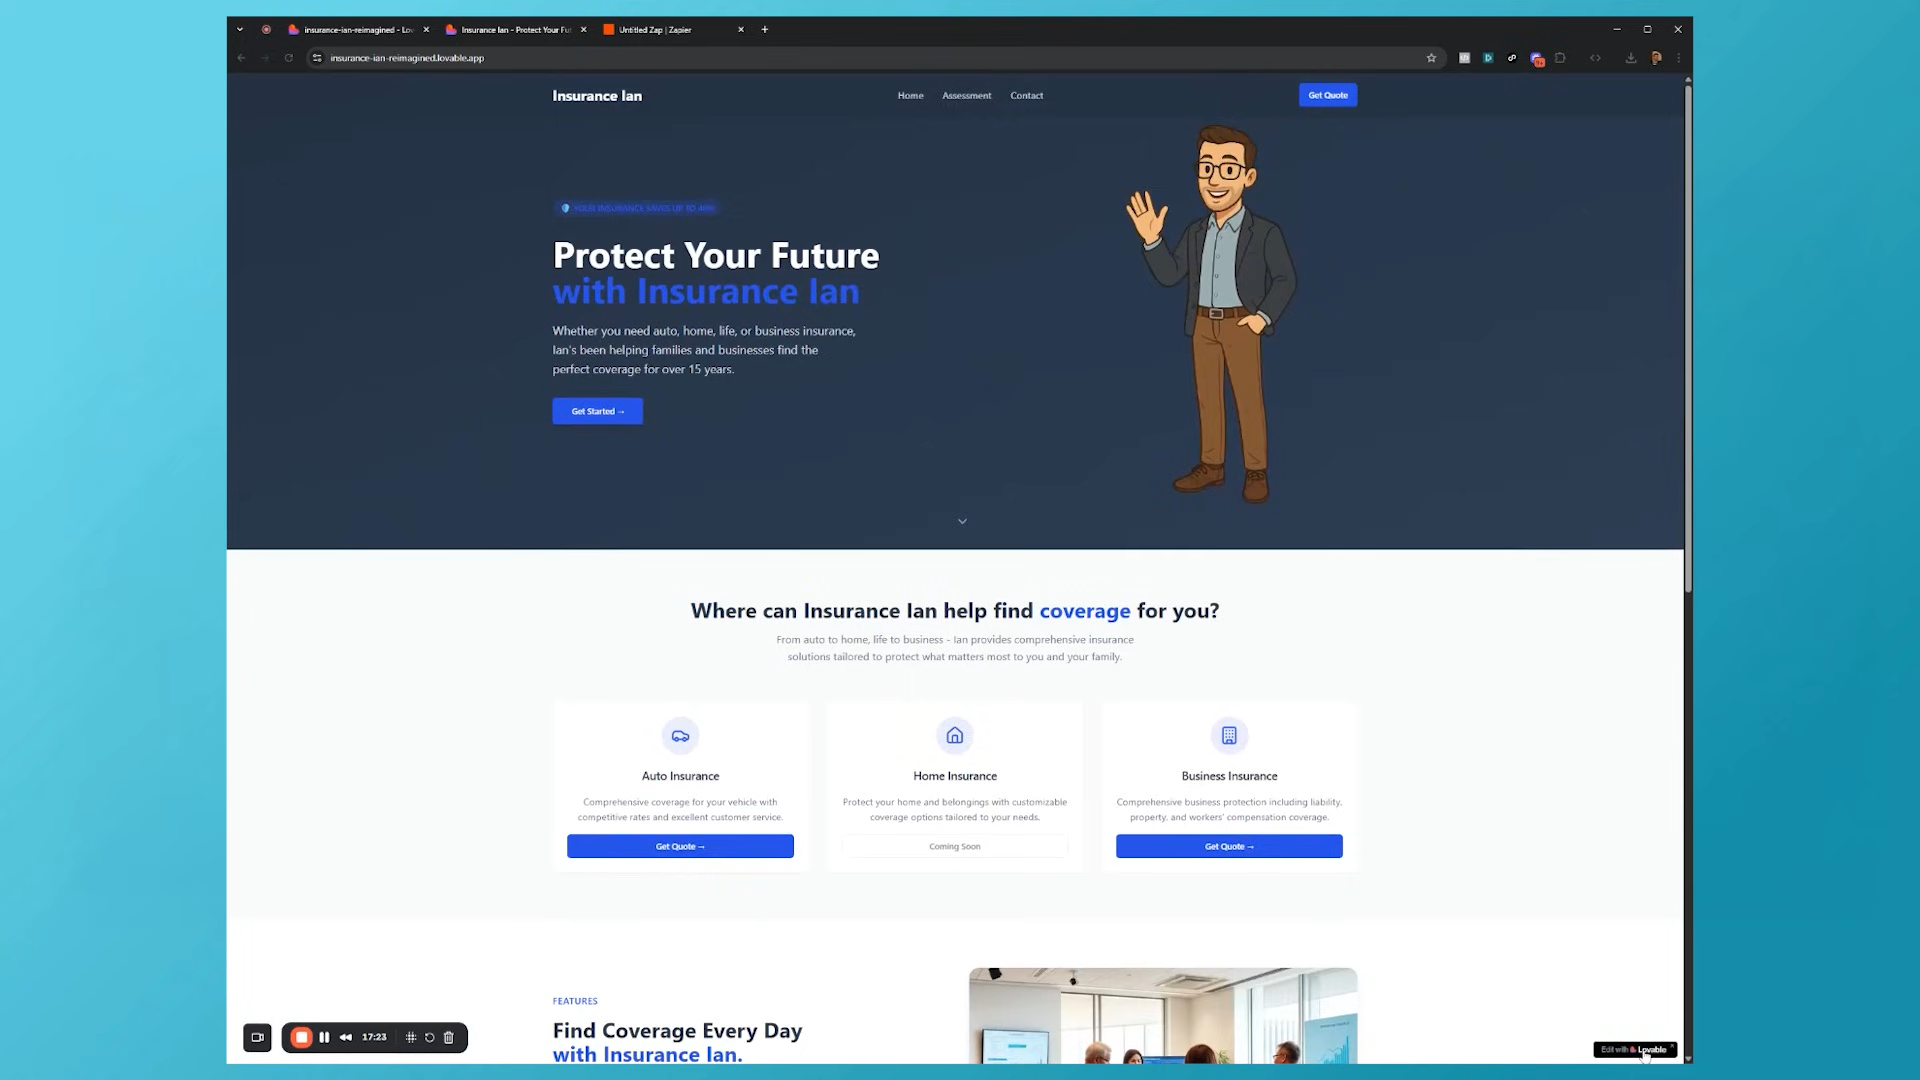 insurance-ian-reimagined - Lov
Insurance Ian - Protect Your Fut
Untitled Zap | Zapier
insurance-ian-reimagined.lovable.app
Insurance Ian
Home
Assessment
Contact
Get Quote
YOUR INSURANCE SAVES UP TO
Protect Your Future
with Insurance Ian
Whether you need auto, home, life, or business insurance,
Ian's been helping families and businesses find the
perfect coverage for over 15 years.
Get Started →
Where can Insurance Ian help find coverage for you?
From auto to home, life to business - Ian provides comprehensive insurance
solutions tailored to protect what matters most to you and your family.
Auto Insurance
Comprehensive coverage for your vehicle with
competitive rates and excellent customer service.
Get Quote →
Home Insurance
Protect your home and belongings with customizable
coverage options tailored to your needs.
Coming Soon
Business Insurance
Comprehensive business protection including liability,
property, and workers' compensation coverage.
Get Quote →
FEATURES
Find Coverage Every Day
with Insurance Ian.
17:23
Edit with Lovable